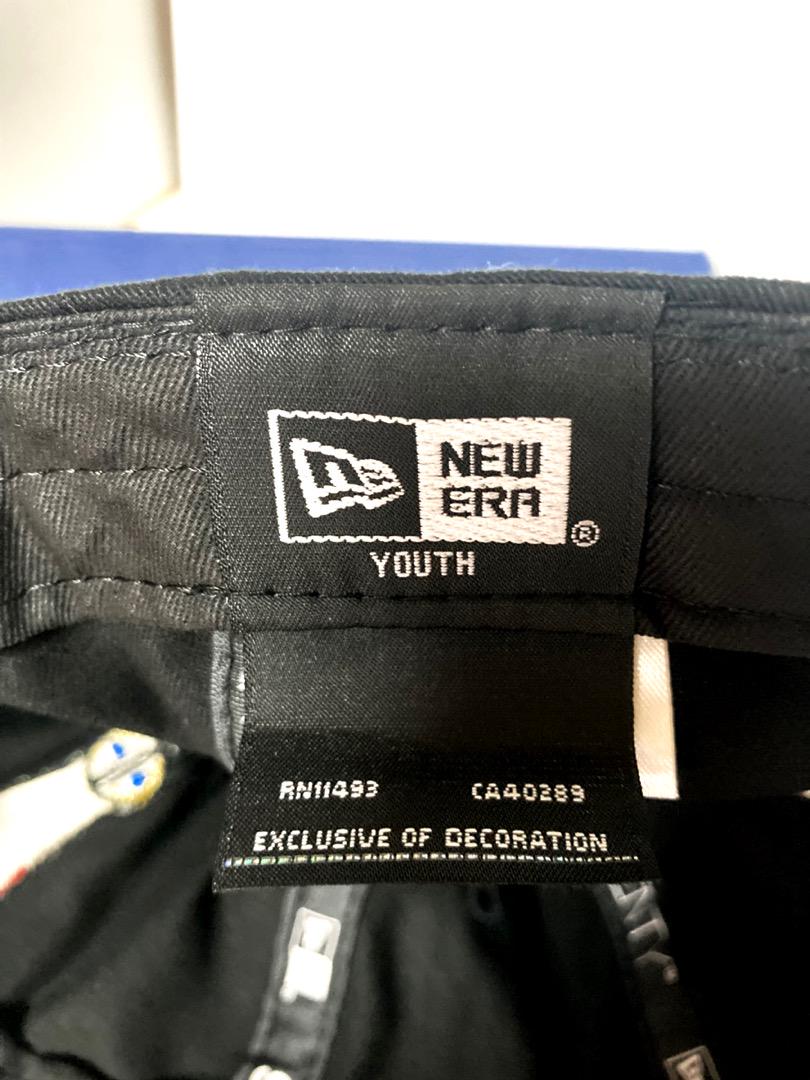 NEW
ERA
®
YOUTH
RN11493 CA40289
EXCLUSIVE OF DECORATION